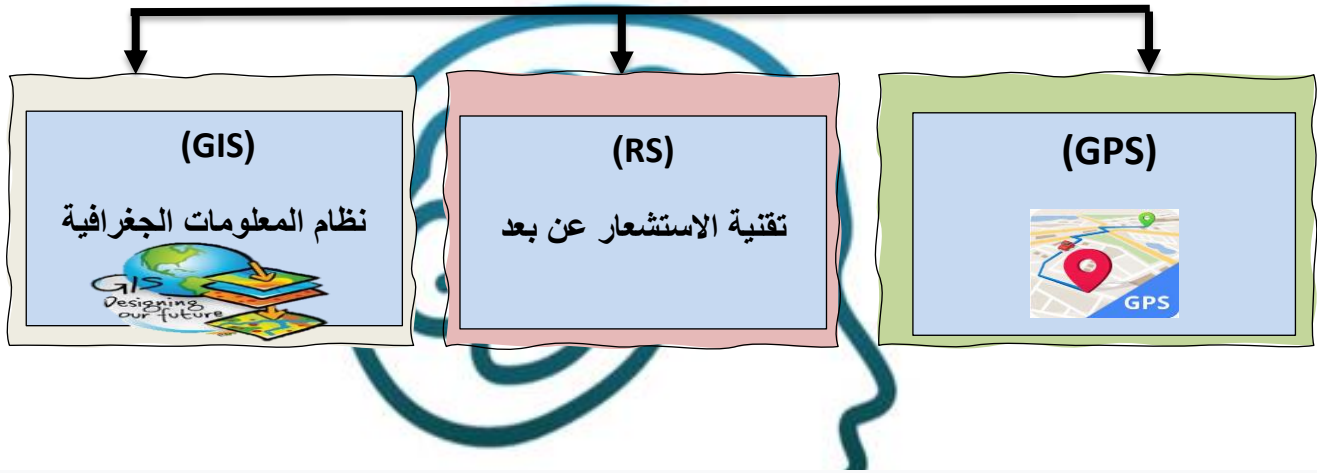 (GIS)
نظام المعلومات الجغرافية
GIS
Designing
our future
(RS)
تقنية الاستشعار عن بعد
(GPS)
GPS